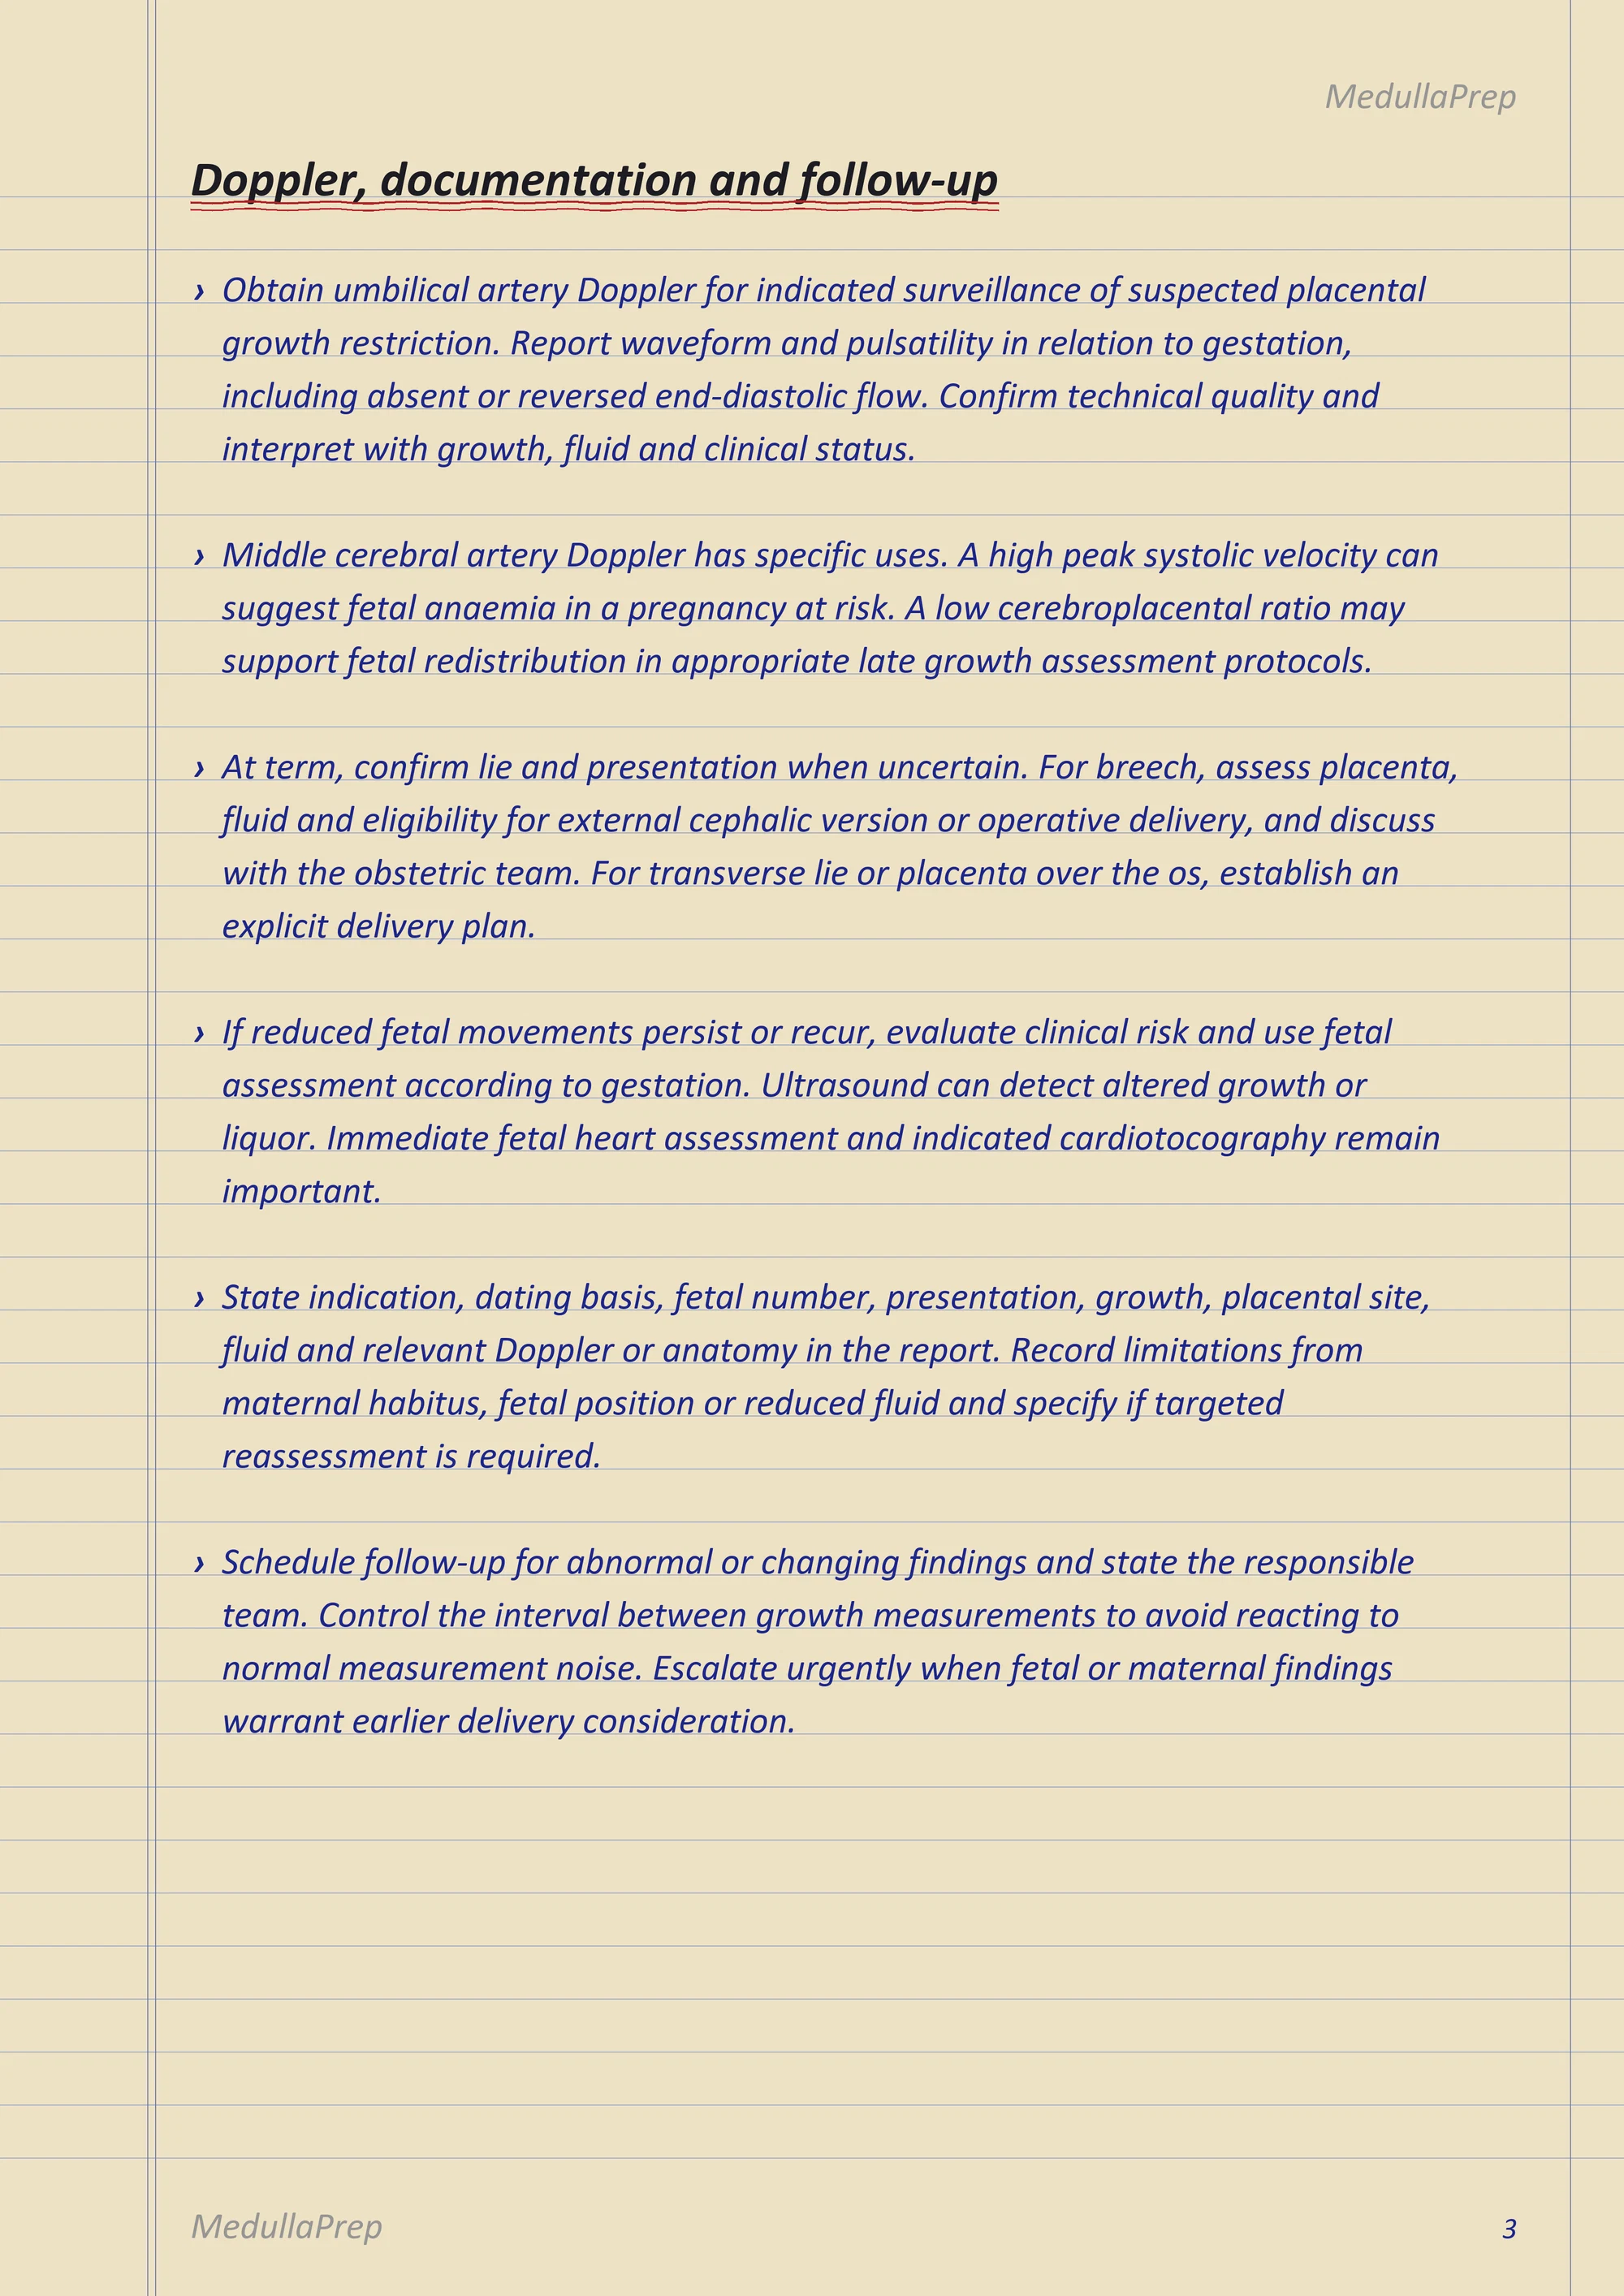 MedullaPrep
Doppler, documentation and follow-up
› Obtain umbilical artery Doppler for indicated surveillance of suspected placental
growth restriction. Report waveform and pulsatility in relation to gestation,
including absent or reversed end-diastolic flow. Confirm technical quality and
interpret with growth, fluid and clinical status.
› Middle cerebral artery Doppler has specific uses. A high peak systolic velocity can
suggest fetal anaemia in a pregnancy at risk. A low cerebroplacental ratio may
support fetal redistribution in appropriate late growth assessment protocols.
› At term, confirm lie and presentation when uncertain. For breech, assess placenta,
fluid and eligibility for external cephalic version or operative delivery, and discuss
with the obstetric team. For transverse lie or placenta over the os, establish an
explicit delivery plan.
› If reduced fetal movements persist or recur, evaluate clinical risk and use fetal
assessment according to gestation. Ultrasound can detect altered growth or
liquor. Immediate fetal heart assessment and indicated cardiotocography remain
important.
› State indication, dating basis, fetal number, presentation, growth, placental site,
fluid and relevant Doppler or anatomy in the report. Record limitations from
maternal habitus, fetal position or reduced fluid and specify if targeted
reassessment is required.
› Schedule follow-up for abnormal or changing findings and state the responsible
team. Control the interval between growth measurements to avoid reacting to
normal measurement noise. Escalate urgently when fetal or maternal findings
warrant earlier delivery consideration.
MedullaPrep
3